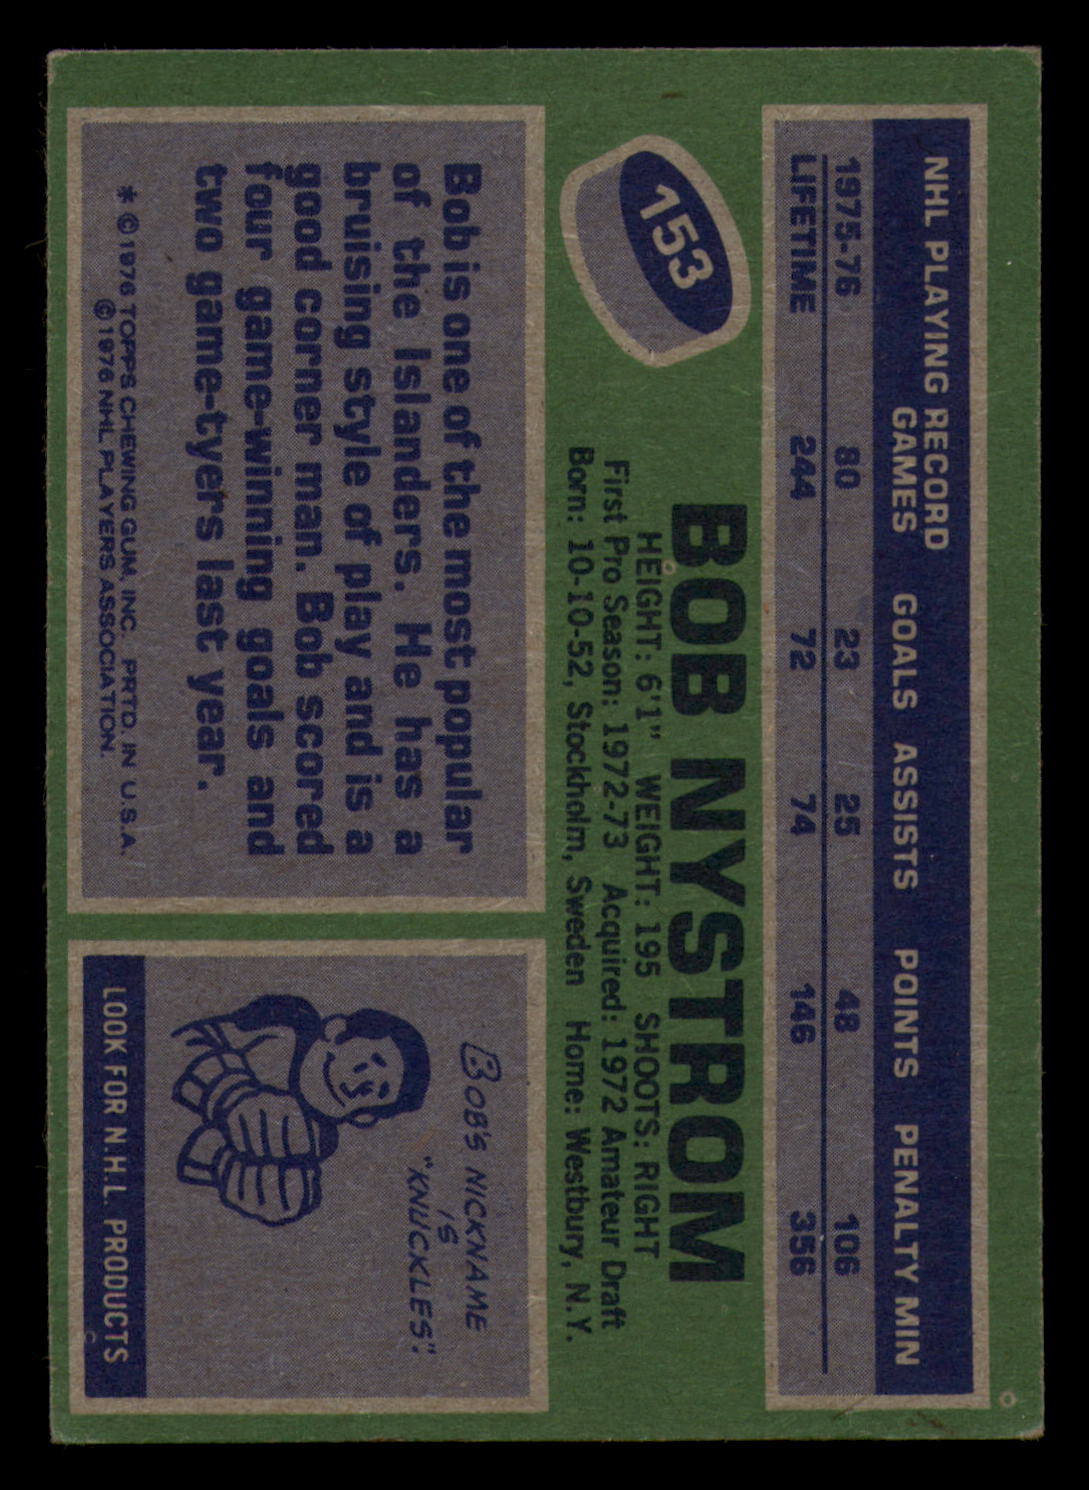 NHL PLAYING RECORD
GAMES GOALS ASSISTS POINTS PENALTY MIN
1975-76 80 23 25 48 106
LIFETIME 244 72 74 146 356
153
BOB NYSTROM
HEIGHT: 6'1" WEIGHT: 195 SHOOTS: RIGHT
First Pro Season: 1972-73 Acquired: 1972 Amateur Draft
Born: 10-10-52, Stockholm, Sweden Home: Westbury, N.Y.
Bob is one of the most popular
of the Islanders. He has a
bruising style of play and is a
good corner man. Bob scored
four game-winning goals and
two game-tyers last year.
* ©1976 TOPPS CHEWING GUM, INC. PRTD. IN U.S.A.
©1976 NHL PLAYERS ASSOCIATION.
BOB'S NICKNAME
IS
"KNUCKLES".
LOOK FOR N.H.L. PRODUCTS